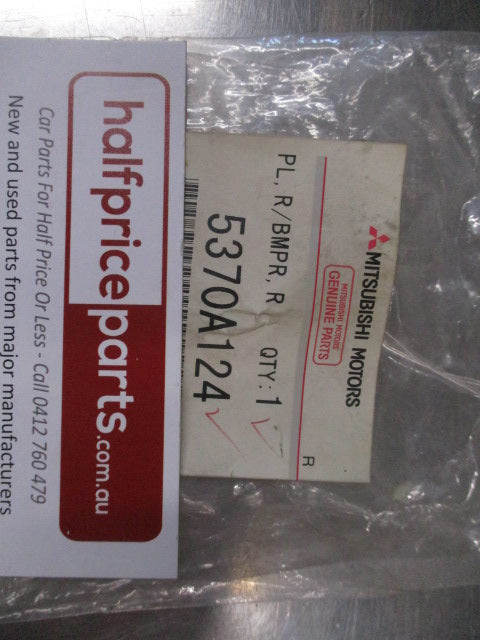 halfpriceparts.com.au
Car Parts For Half Price Or Less - Call 0412 760 479
New and used parts from major manufacturers
MITSUBISHI MOTORS
MITSUBISHI MOTORS
GENUINE PARTS
R
PL, R/BMPR, R QTY:1
5370A124